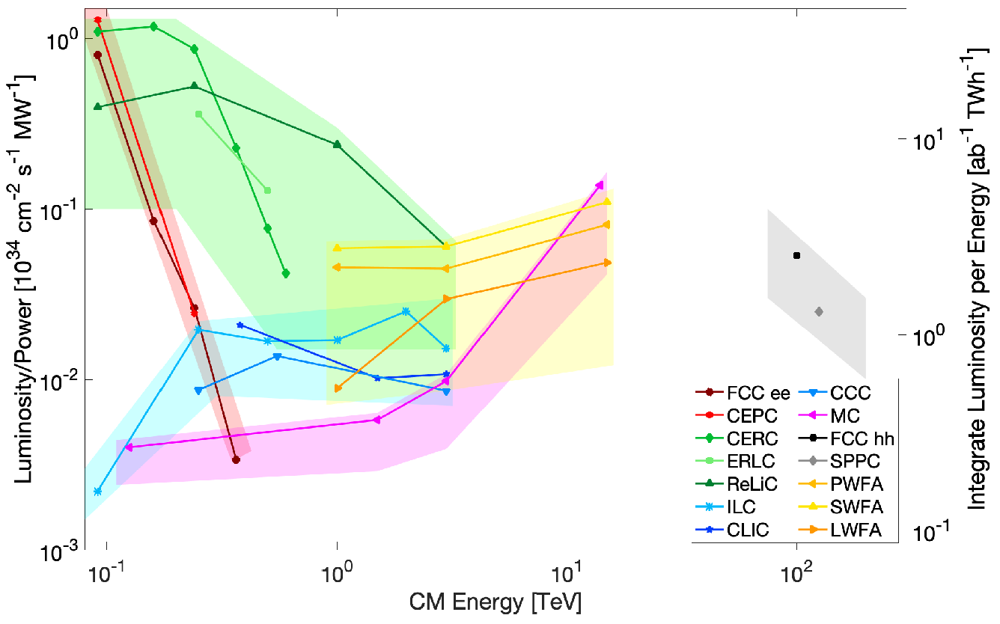 Luminosity/Power [10³⁴ cm⁻² s⁻¹ MW⁻¹]
10⁰
10⁻¹
10⁻²
10⁻³
10⁻¹
10⁰
10¹
10²
CM Energy [TeV]
10¹
10⁰
10⁻¹
Integrate Luminosity per Energy [ab⁻¹ TWh⁻¹]
FCC ee
CEPC
CERC
ERLC
ReLiC
ILC
CLIC
CCC
MC
FCC hh
SPPC
PWFA
SWFA
LWFA